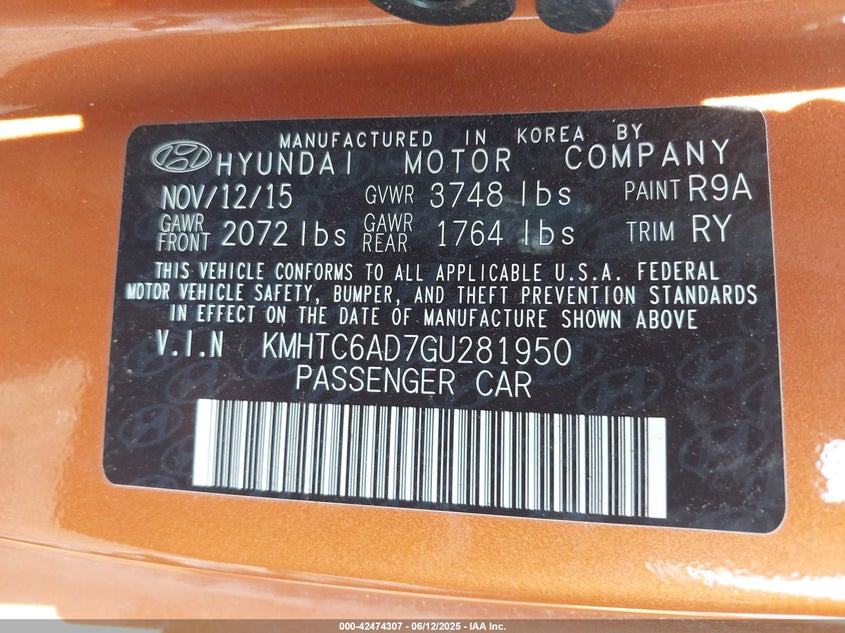 MANUFACTURED IN KOREA BY
HYUNDAI MOTOR COMPANY
NOV/12/15 GVWR 3748 lbs PAINT R9A
GAWR FRONT 2072 lbs GAWR REAR 1764 lbs TRIM RY
THIS VEHICLE CONFORMS TO ALL APPLICABLE U.S.A. FEDERAL
MOTOR VEHICLE SAFETY, BUMPER, AND THEFT PREVENTION STANDARDS
IN EFFECT ON THE DATE OF MANUFACTURE SHOWN ABOVE
V.I.N KMHTC6AD7GU281950
PASSENGER CAR
000-42474307 - 06/12/2025 - IAA Inc.